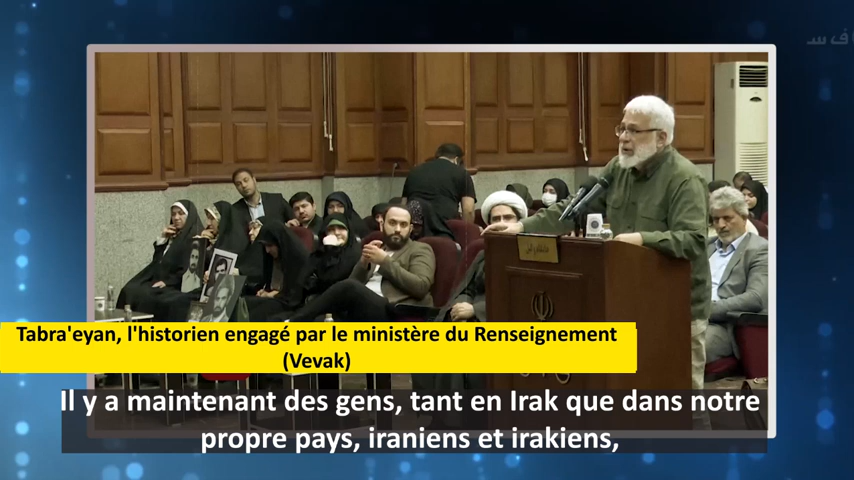 Tabra'eyan, l'historien engagé par le ministère du Renseignement
(Vevak)
Il y a maintenant des gens, tant en Irak que dans notre
propre pays, iraniens et irakiens,